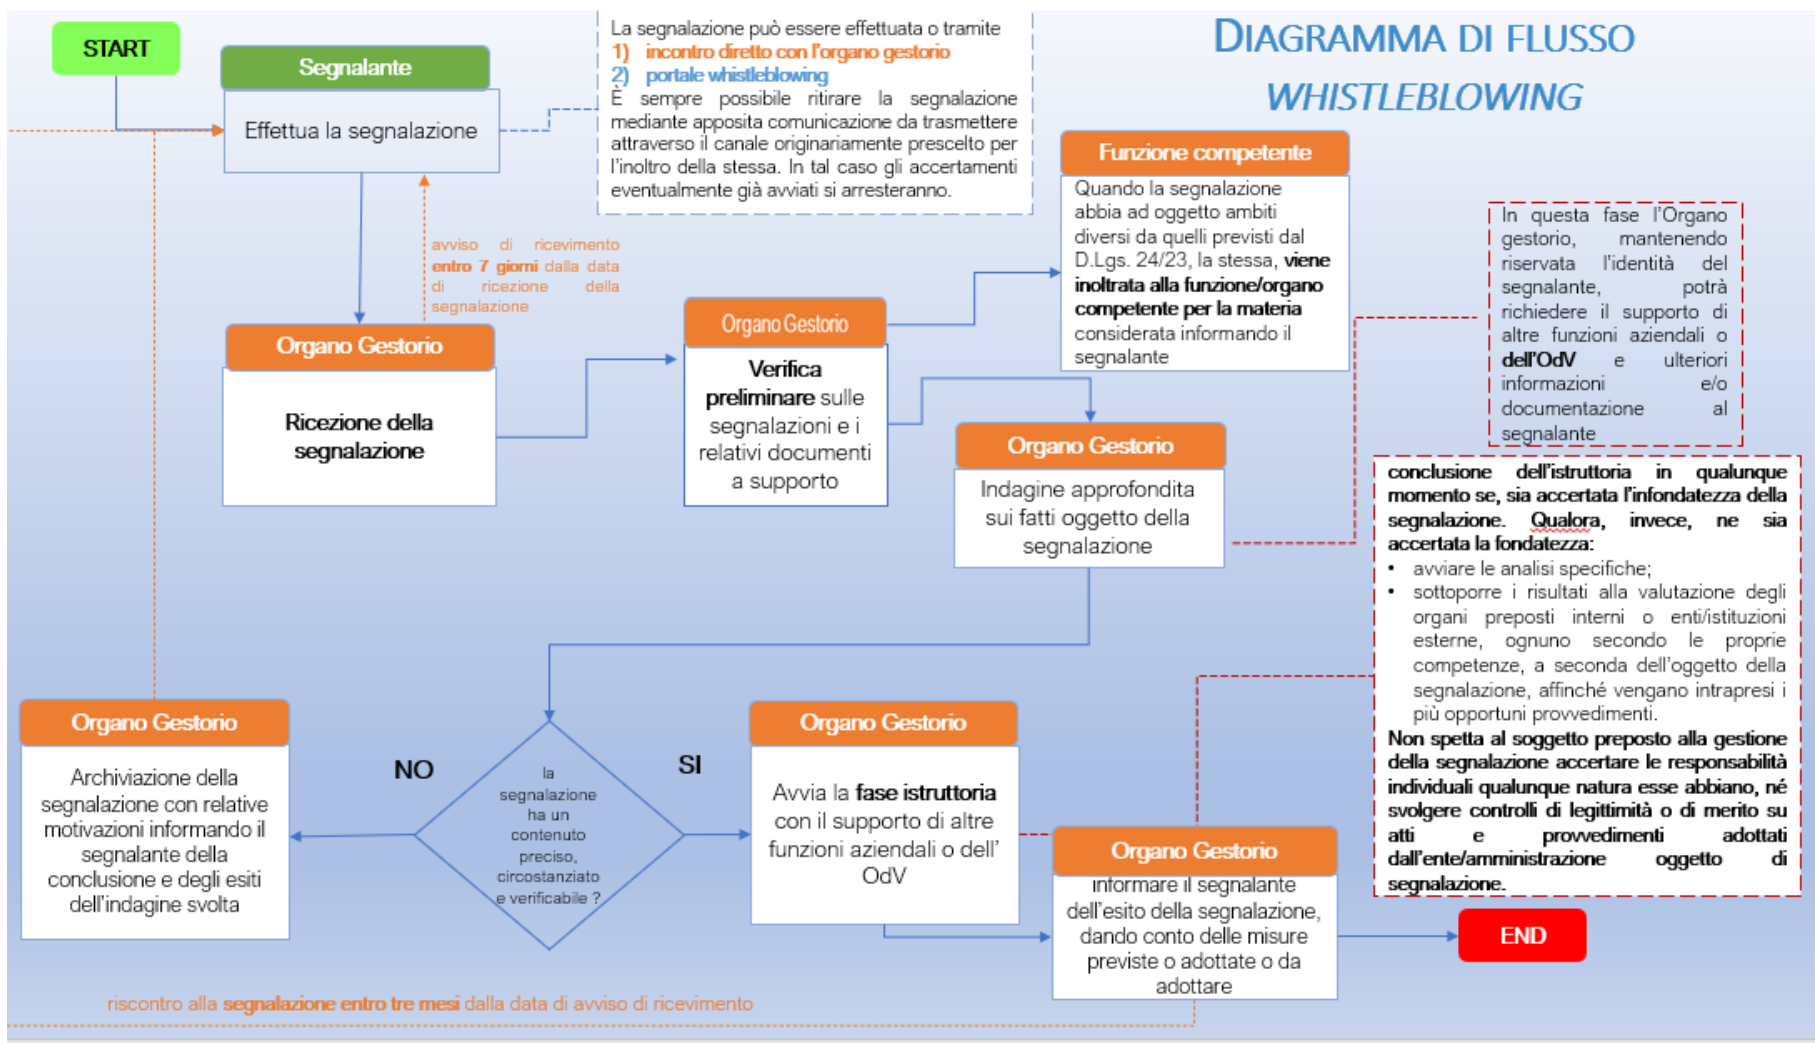 DIAGRAMMA DI FLUSSO
WHISTLEBLOWING
START
Segnalante
Effettua la segnalazione
La segnalazione può essere effettuata o tramite
1) incontro diretto con l'organo gestorio
2) portale whistleblowing
È sempre possibile ritirare la segnalazione
mediante apposita comunicazione da trasmettere
attraverso il canale originariamente prescelto per
l'inoltro della stessa. In tal caso gli accertamenti
eventualmente già avviati si arresteranno.
avviso di ricevimento
entro 7 giorni dalla data
di ricezione della
segnalazione
Organo Gestorio
Ricezione della
segnalazione
Organo Gestorio
Verifica
preliminare sulle
segnalazioni e i
relativi documenti
a supporto
Funzione competente
Quando la segnalazione
abbia ad oggetto ambiti
diversi da quelli previsti dal
D.Lgs. 24/23, la stessa, viene
inoltrata alla funzione/organo
competente per la materia
considerata informando il
segnalante
Organo Gestorio
Indagine approfondita
sui fatti oggetto della
segnalazione
In questa fase l'Organo
gestorio, mantenendo
riservata l'identità del
segnalante, potrà
richiedere il supporto di
altre funzioni aziendali o
dell'OdV e ulteriori
informazioni e/o
documentazione al
segnalante
conclusione dell'istruttoria in qualunque
momento se, sia accertata l'infondatezza della
segnalazione. Qualora, invece, ne sia
accertata la fondatezza:
• avviare le analisi specifiche;
• sottoporre i risultati alla valutazione degli
organi preposti interni o enti/istituzioni
esterne, ognuno secondo le proprie
competenze, a seconda dell'oggetto della
segnalazione, affinché vengano intrapresi i
più opportuni provvedimenti.
Non spetta al soggetto preposto alla gestione
della segnalazione accertare le responsabilità
individuali qualunque natura esse abbiano, né
svolgere controlli di legittimità o di merito su
atti e provvedimenti adottati
dall'ente/amministrazione oggetto di
segnalazione.
Organo Gestorio
Archiviazione della
segnalazione con relative
motivazioni informando il
segnalante della
conclusione e degli esiti
dell'indagine svolta
NO
la
segnalazione
ha un
contenuto
preciso,
circostanziato
e verificabile ?
SI
Organo Gestorio
Avvia la fase istruttoria
con il supporto di altre
funzioni aziendali o dell'
OdV
Organo Gestorio
informare il segnalante
dell'esito della segnalazione,
dando conto delle misure
previste o adottate o da
adottare
END
riscontro alla segnalazione entro tre mesi dalla data di avviso di ricevimento